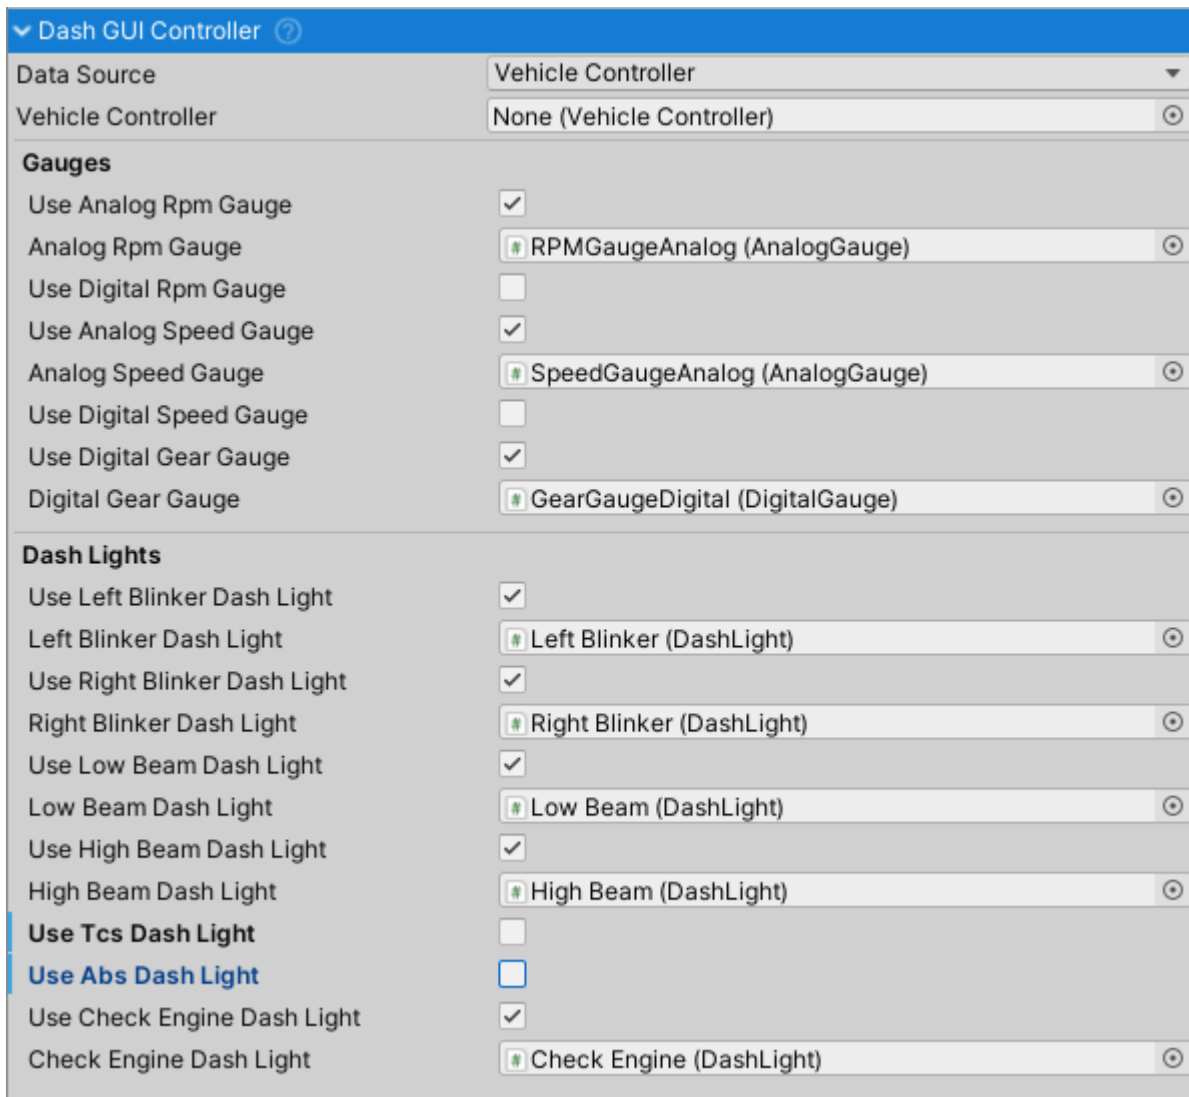 Dash GUI Controller ?
Data Source Vehicle Controller
Vehicle Controller None (Vehicle Controller)
Gauges
Use Analog Rpm Gauge
Analog Rpm Gauge # RPMGaugeAnalog (AnalogGauge)
Use Digital Rpm Gauge
Use Analog Speed Gauge
Analog Speed Gauge # SpeedGaugeAnalog (AnalogGauge)
Use Digital Speed Gauge
Use Digital Gear Gauge
Digital Gear Gauge # GearGaugeDigital (DigitalGauge)
Dash Lights
Use Left Blinker Dash Light
Left Blinker Dash Light # Left Blinker (DashLight)
Use Right Blinker Dash Light
Right Blinker Dash Light # Right Blinker (DashLight)
Use Low Beam Dash Light
Low Beam Dash Light # Low Beam (DashLight)
Use High Beam Dash Light
High Beam Dash Light # High Beam (DashLight)
Use Tcs Dash Light
Use Abs Dash Light
Use Check Engine Dash Light
Check Engine Dash Light # Check Engine (DashLight)